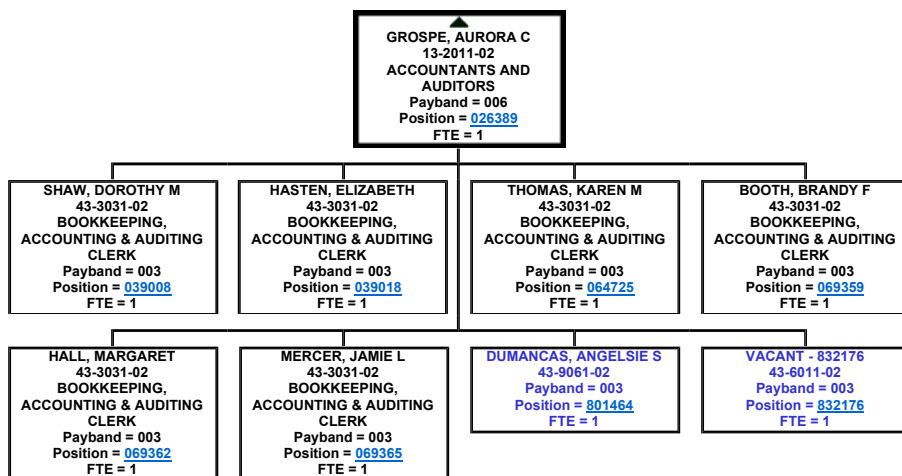 GROSPE, AURORA C
13-2011-02
ACCOUNTANTS AND
AUDITORS
Payband = 006
Position = 026389
FTE = 1
SHAW, DOROTHY M
43-3031-02
BOOKKEEPING,
ACCOUNTING & AUDITING
CLERK
Payband = 003
Position = 039008
FTE = 1
HASTEN, ELIZABETH
43-3031-02
BOOKKEEPING,
ACCOUNTING & AUDITING
CLERK
Payband = 003
Position = 039018
FTE = 1
THOMAS, KAREN M
43-3031-02
BOOKKEEPING,
ACCOUNTING & AUDITING
CLERK
Payband = 003
Position = 064725
FTE = 1
BOOTH, BRANDY F
43-3031-02
BOOKKEEPING,
ACCOUNTING & AUDITING
CLERK
Payband = 003
Position = 069359
FTE = 1
HALL, MARGARET
43-3031-02
BOOKKEEPING,
ACCOUNTING & AUDITING
CLERK
Payband = 003
Position = 069362
FTE = 1
MERCER, JAMIE L
43-3031-02
BOOKKEEPING,
ACCOUNTING & AUDITING
CLERK
Payband = 003
Position = 069365
FTE = 1
DUMANCAS, ANGELSIE S
43-9061-02
Payband = 003
Position = 801464
FTE = 1
VACANT - 832176
43-6011-02
Payband = 003
Position = 832176
FTE = 1